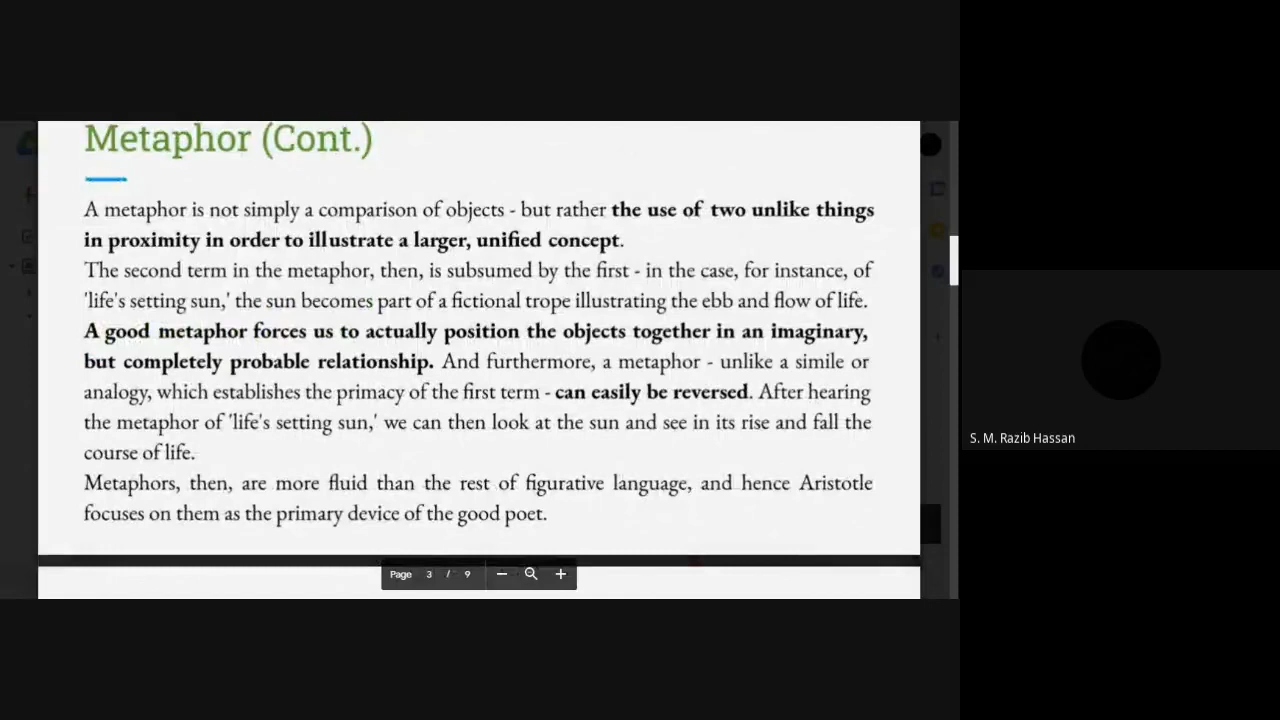 Metaphor (Cont.)
A metaphor is not simply a comparison of objects - but rather the use of two unlike things
in proximity in order to illustrate a larger, unified concept.
The second term in the metaphor, then, is subsumed by the first - in the case, for instance, of
'life's setting sun,' the sun becomes part of a fictional trope illustrating the ebb and flow of life.
A good metaphor forces us to actually position the objects together in an imaginary,
but completely probable relationship. And furthermore, a metaphor - unlike a simile or
analogy, which establishes the primacy of the first term - can easily be reversed. After hearing
the metaphor of 'life's setting sun,' we can then look at the sun and see in its rise and fall the
course of life.
Metaphors, then, are more fluid than the rest of figurative language, and hence Aristotle
focuses on them as the primary device of the good poet.
Page 3 / 9
S. M. Razib Hassan